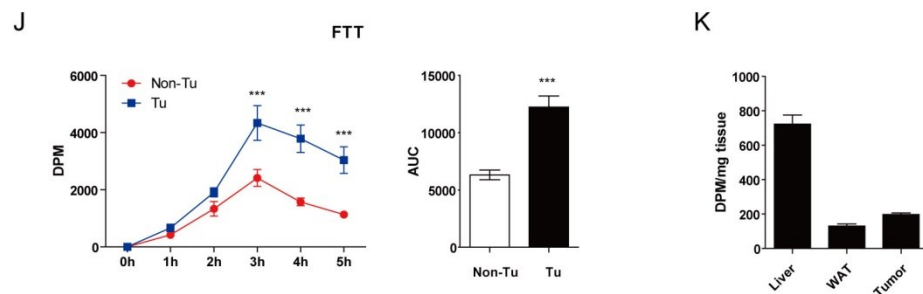 J
FTT
K
DPM
6000
4000
2000
0
Non-Tu
Tu
***
***
***
0h 1h 2h 3h 4h 5h
AUC
15000
10000
5000
0
***
Non-Tu Tu
DPM/mg tissue
1000
800
600
400
200
0
Liver WAT Tumor